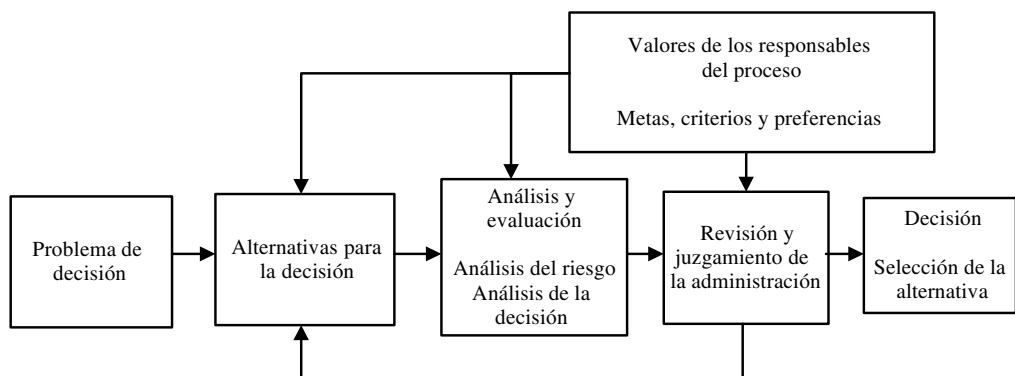 Valores de los responsables
del proceso
Metas, criterios y preferencias
Problema de
decisión
Alternativas para
la decisión
Análisis y
evaluación
Análisis del riesgo
Análisis de la
decisión
Revisión y
juzgamiento de
la administración
Decisión
Selección de la
alternativa